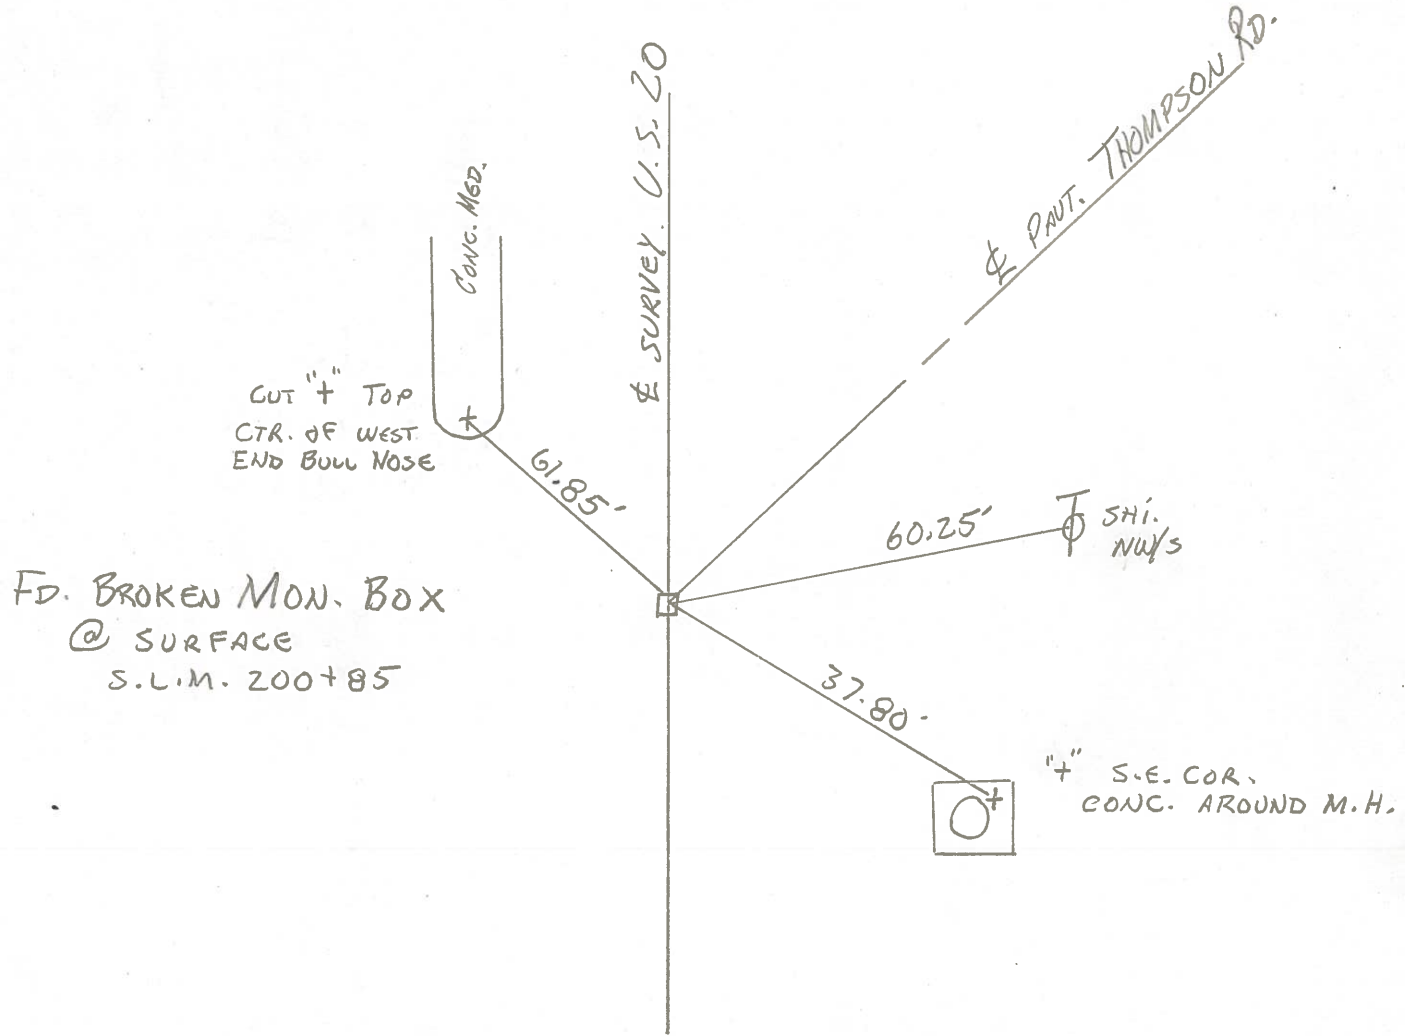 ℄ SURVEY. U.S. 20
℄ PAVT. THOMPSON RD.
CONC. MED.
CUT "+" TOP
CTR. OF WEST
END BULL NOSE
61.85'
60.25'
SHI.
NW/S
FD. BROKEN MON. BOX
@ SURFACE
S.L.M. 200+85
37.80'
"+" S.E. COR.
CONC. AROUND M.H.